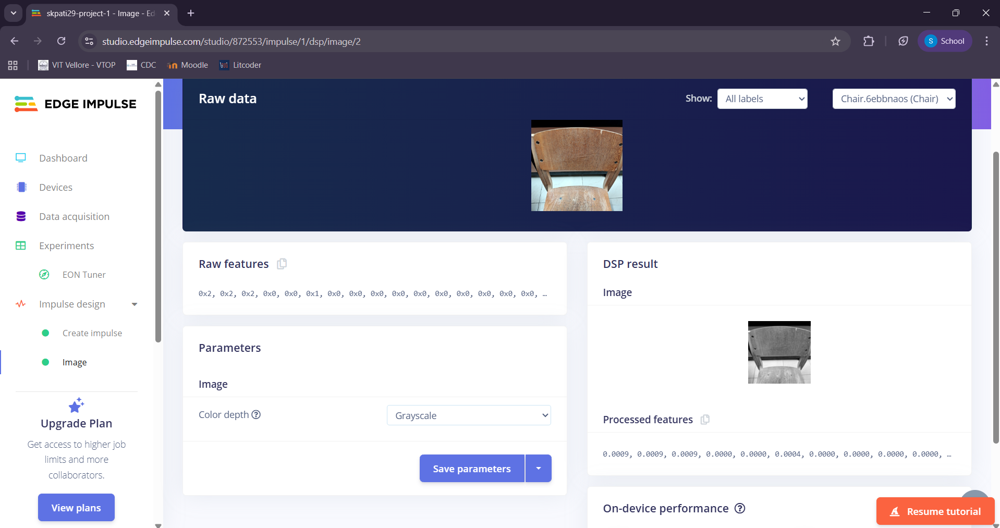 skpati29-project-1 - Image - Ed
studio.edgeimpulse.com/studio/872553/impulse/1/dsp/image/2
S School
VIT Vellore - VTOP CDC Moodle Litcoder
EDGE IMPULSE
Dashboard
Devices
Data acquisition
Experiments
EON Tuner
Impulse design
Create impulse
Image
Upgrade Plan
Get access to higher job
limits and more
collaborators.
View plans
Raw data
Show: All labels Chair.6ebbnaos (Chair)
Raw features
0x2, 0x2, 0x2, 0x0, 0x0, 0x1, 0x0, 0x0, 0x0, 0x0, 0x0, 0x0, 0x0, 0x0, 0x0, 0x0, …
Parameters
Image
Color depth ? Grayscale
Save parameters
DSP result
Image
Processed features
0.0009, 0.0009, 0.0009, 0.0000, 0.0000, 0.0004, 0.0000, 0.0000, 0.0000, 0.0000, …
On-device performance ?
Resume tutorial